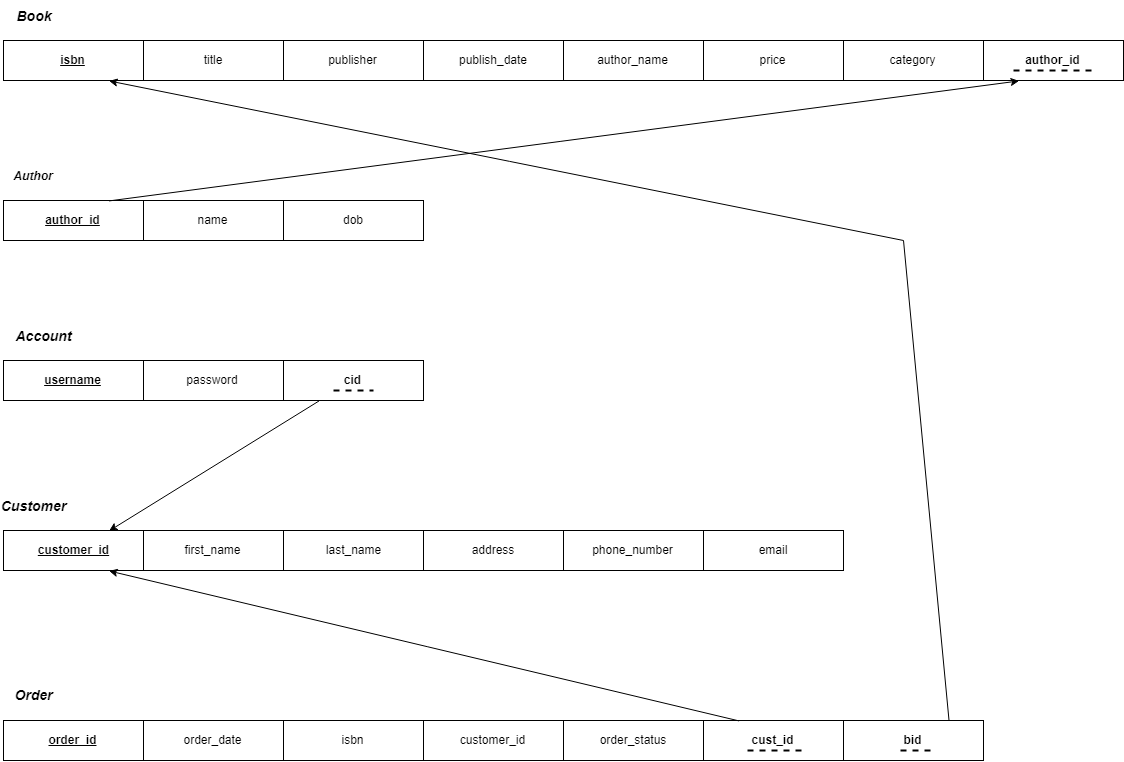 Book
isbn title publisher publish_date author_name price category author_id
Author
author_id name dob
Account
username password cid
Customer
customer_id first_name last_name address phone_number email
Order
order_id order_date isbn customer_id order_status cust_id bid